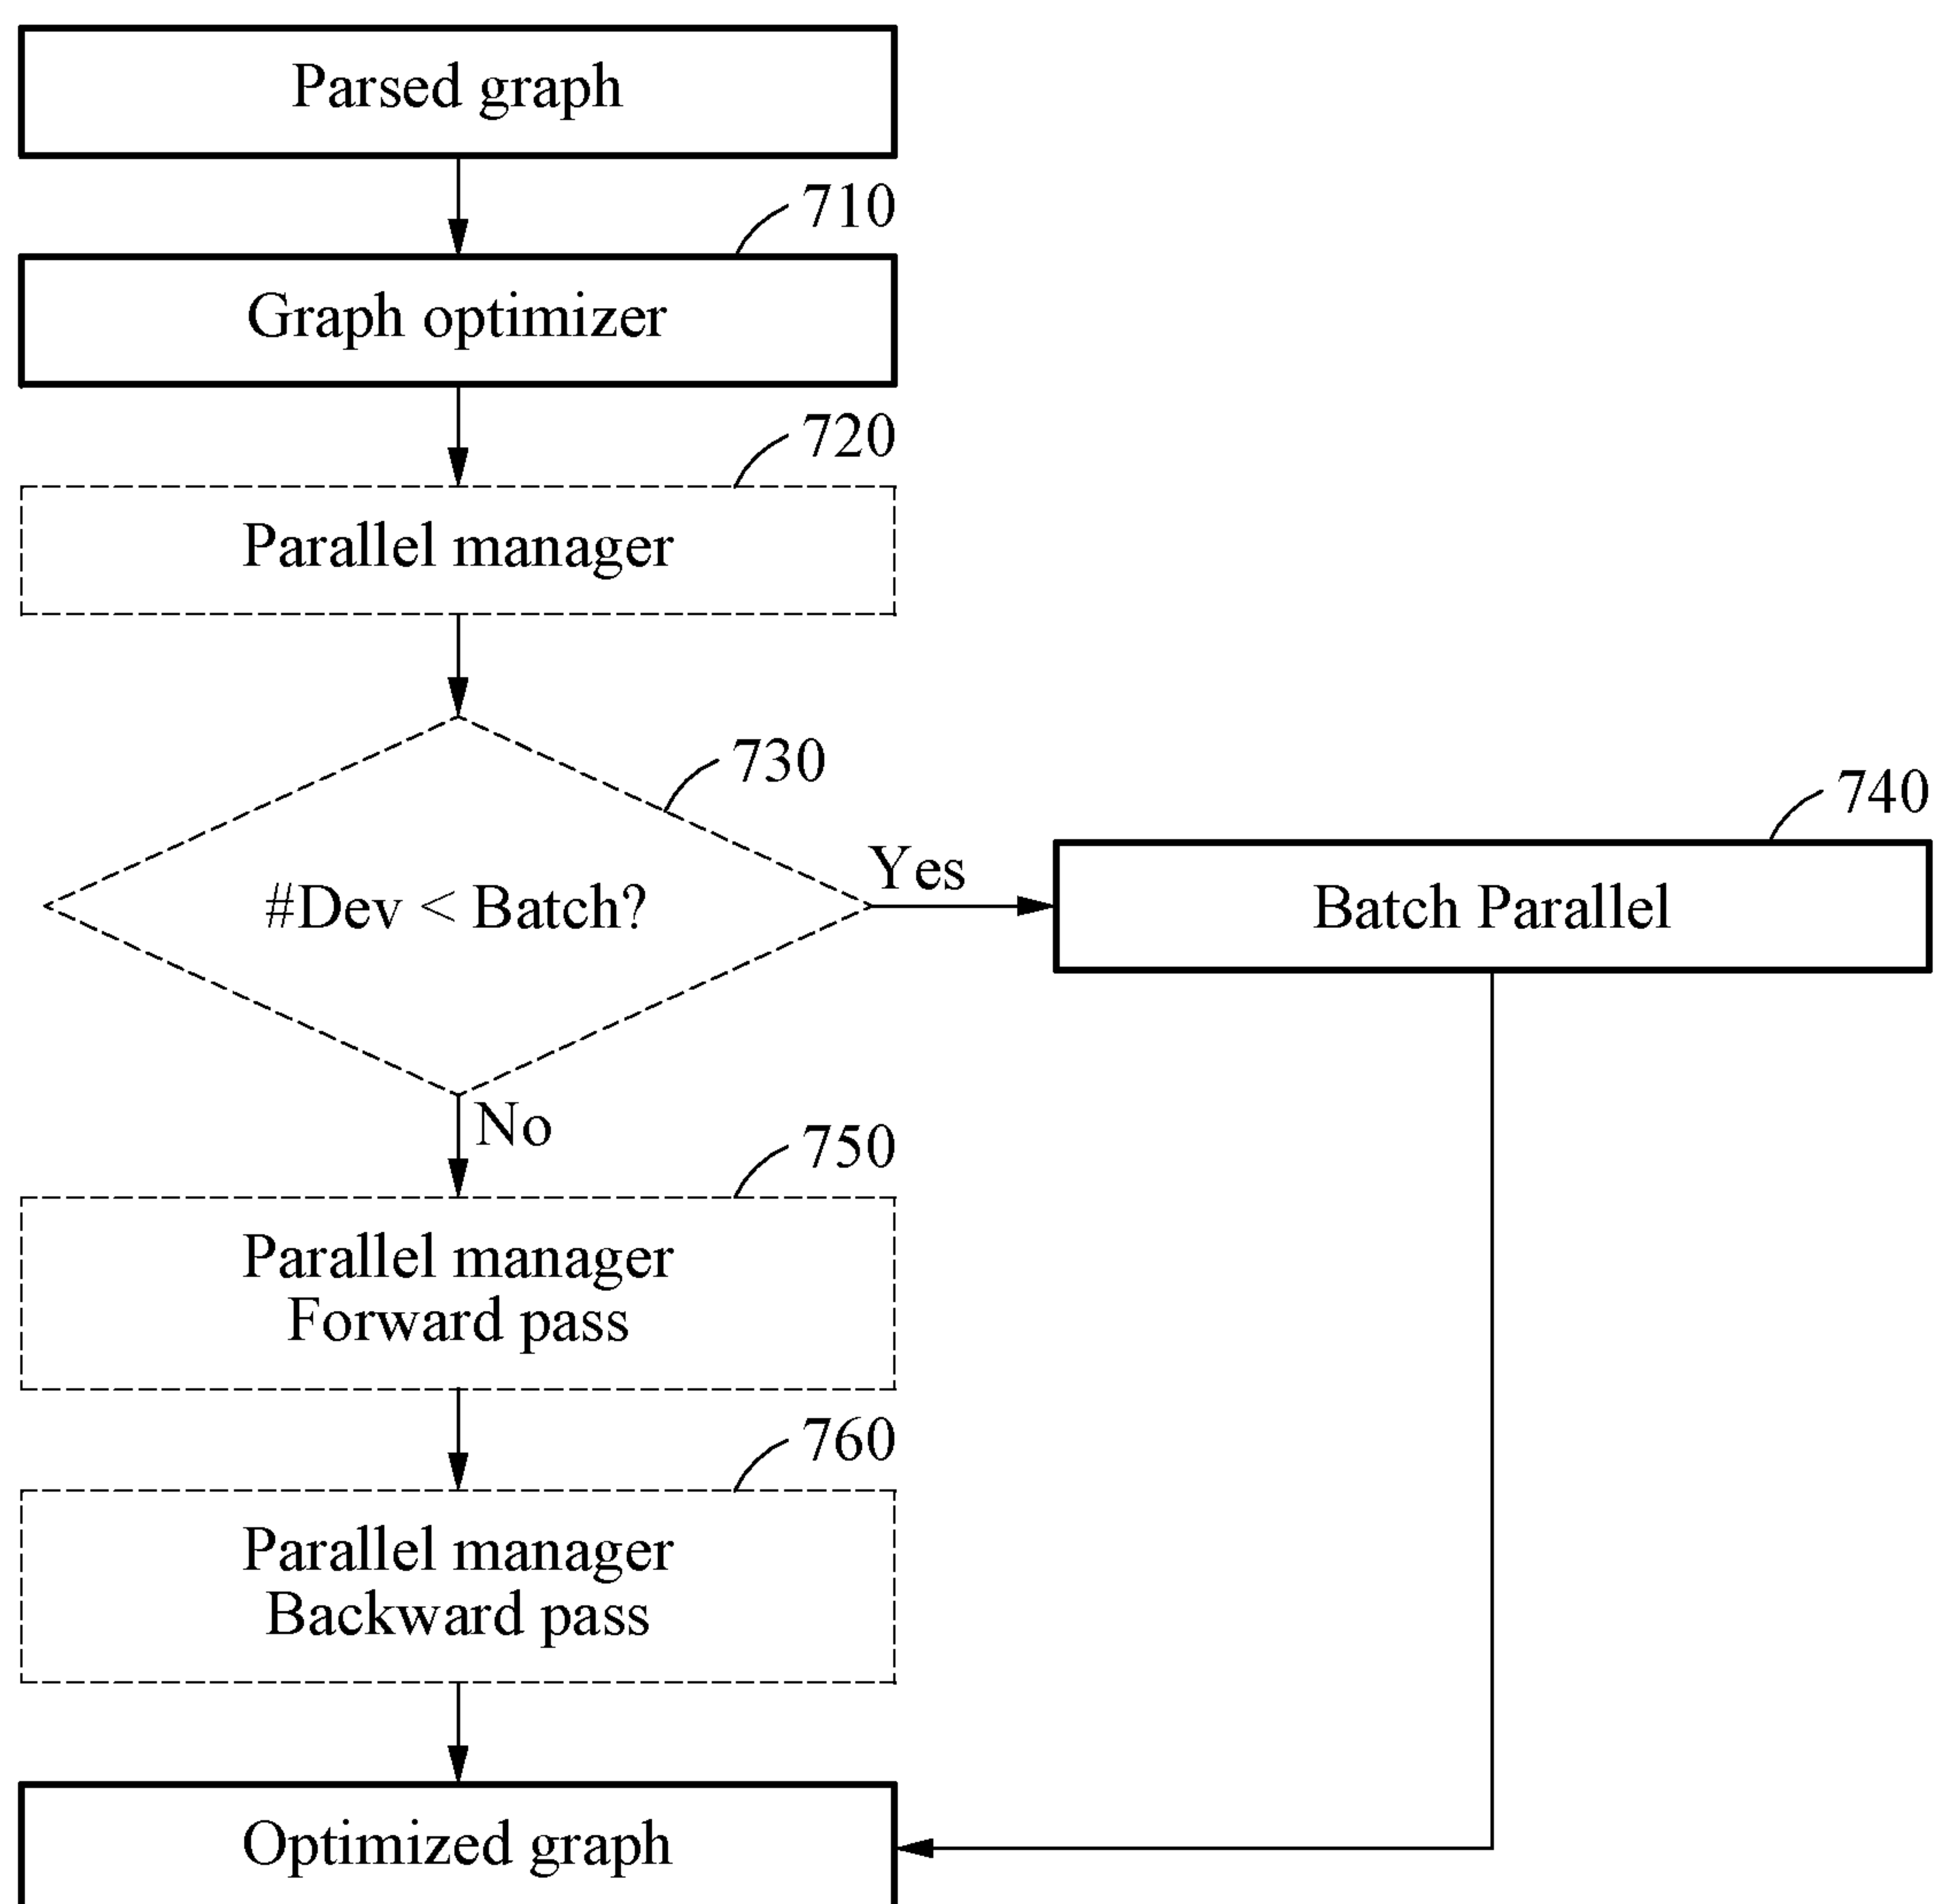 Parsed graph
710
Graph optimizer
720
Parallel manager
730
740
#Dev < Batch?
Yes
Batch Parallel
No
750
Parallel manager
Forward pass
760
Parallel manager
Backward pass
Optimized graph